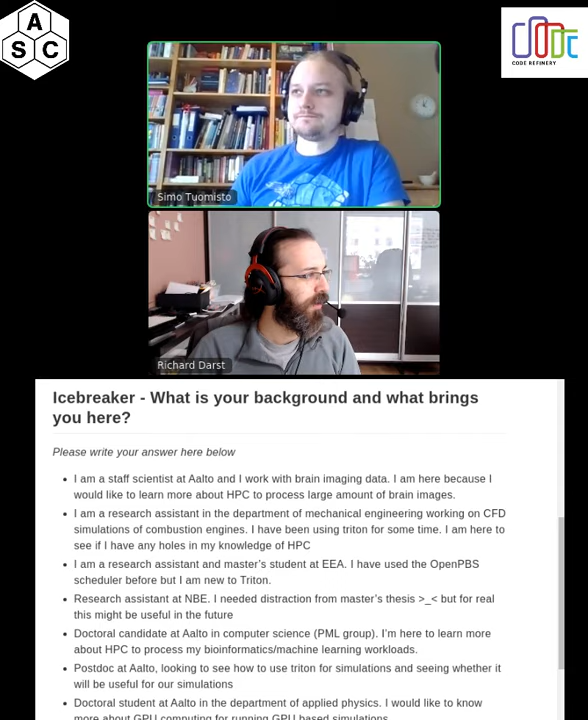 A
S C
CODE REFINERY
Simo Tuomisto
Richard Darst
Icebreaker - What is your background and what brings
you here?
Please write your answer here below
• I am a staff scientist at Aalto and I work with brain imaging data. I am here because I
would like to learn more about HPC to process large amount of brain images.
• I am a research assistant in the department of mechanical engineering working on CFD
simulations of combustion engines. I have been using triton for some time. I am here to
see if I have any holes in my knowledge of HPC
• I am a research assistant and master’s student at EEA. I have used the OpenPBS
scheduler before but I am new to Triton.
• Research assistant at NBE. I needed distraction from master’s thesis >_< but for real
this might be useful in the future
• Doctoral candidate at Aalto in computer science (PML group). I’m here to learn more
about HPC to process my bioinformatics/machine learning workloads.
• Postdoc at Aalto, looking to see how to use triton for simulations and seeing whether it
will be useful for our simulations
• Doctoral student at Aalto in the department of applied physics. I would like to know
more about GPU computing for running GPU based simulations